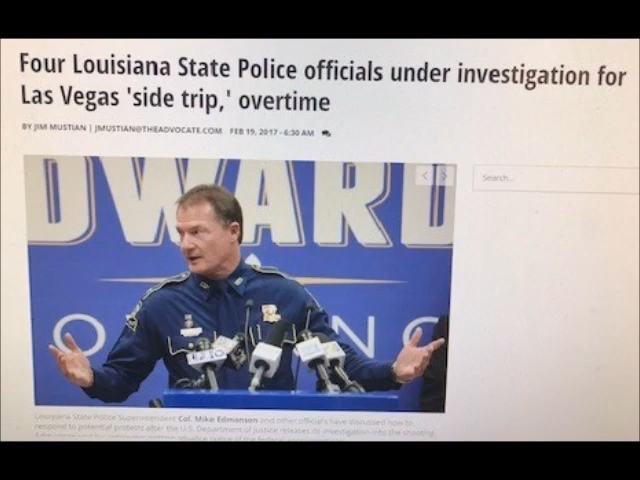 Four Louisiana State Police officials under investigation for
Las Vegas 'side trip,' overtime
BY JIM MUSTIAN | JMUSTIAN@THEADVOCATE.COM FEB 19, 2017 - 6:30 AM
Search...
DWARD
O
N G
Louisiana State Police Superintendent Col. Mike Edmonson and other officials have discussed how to
respond to potential protests after the U.S. Department of Justice releases its investigation into the shooting